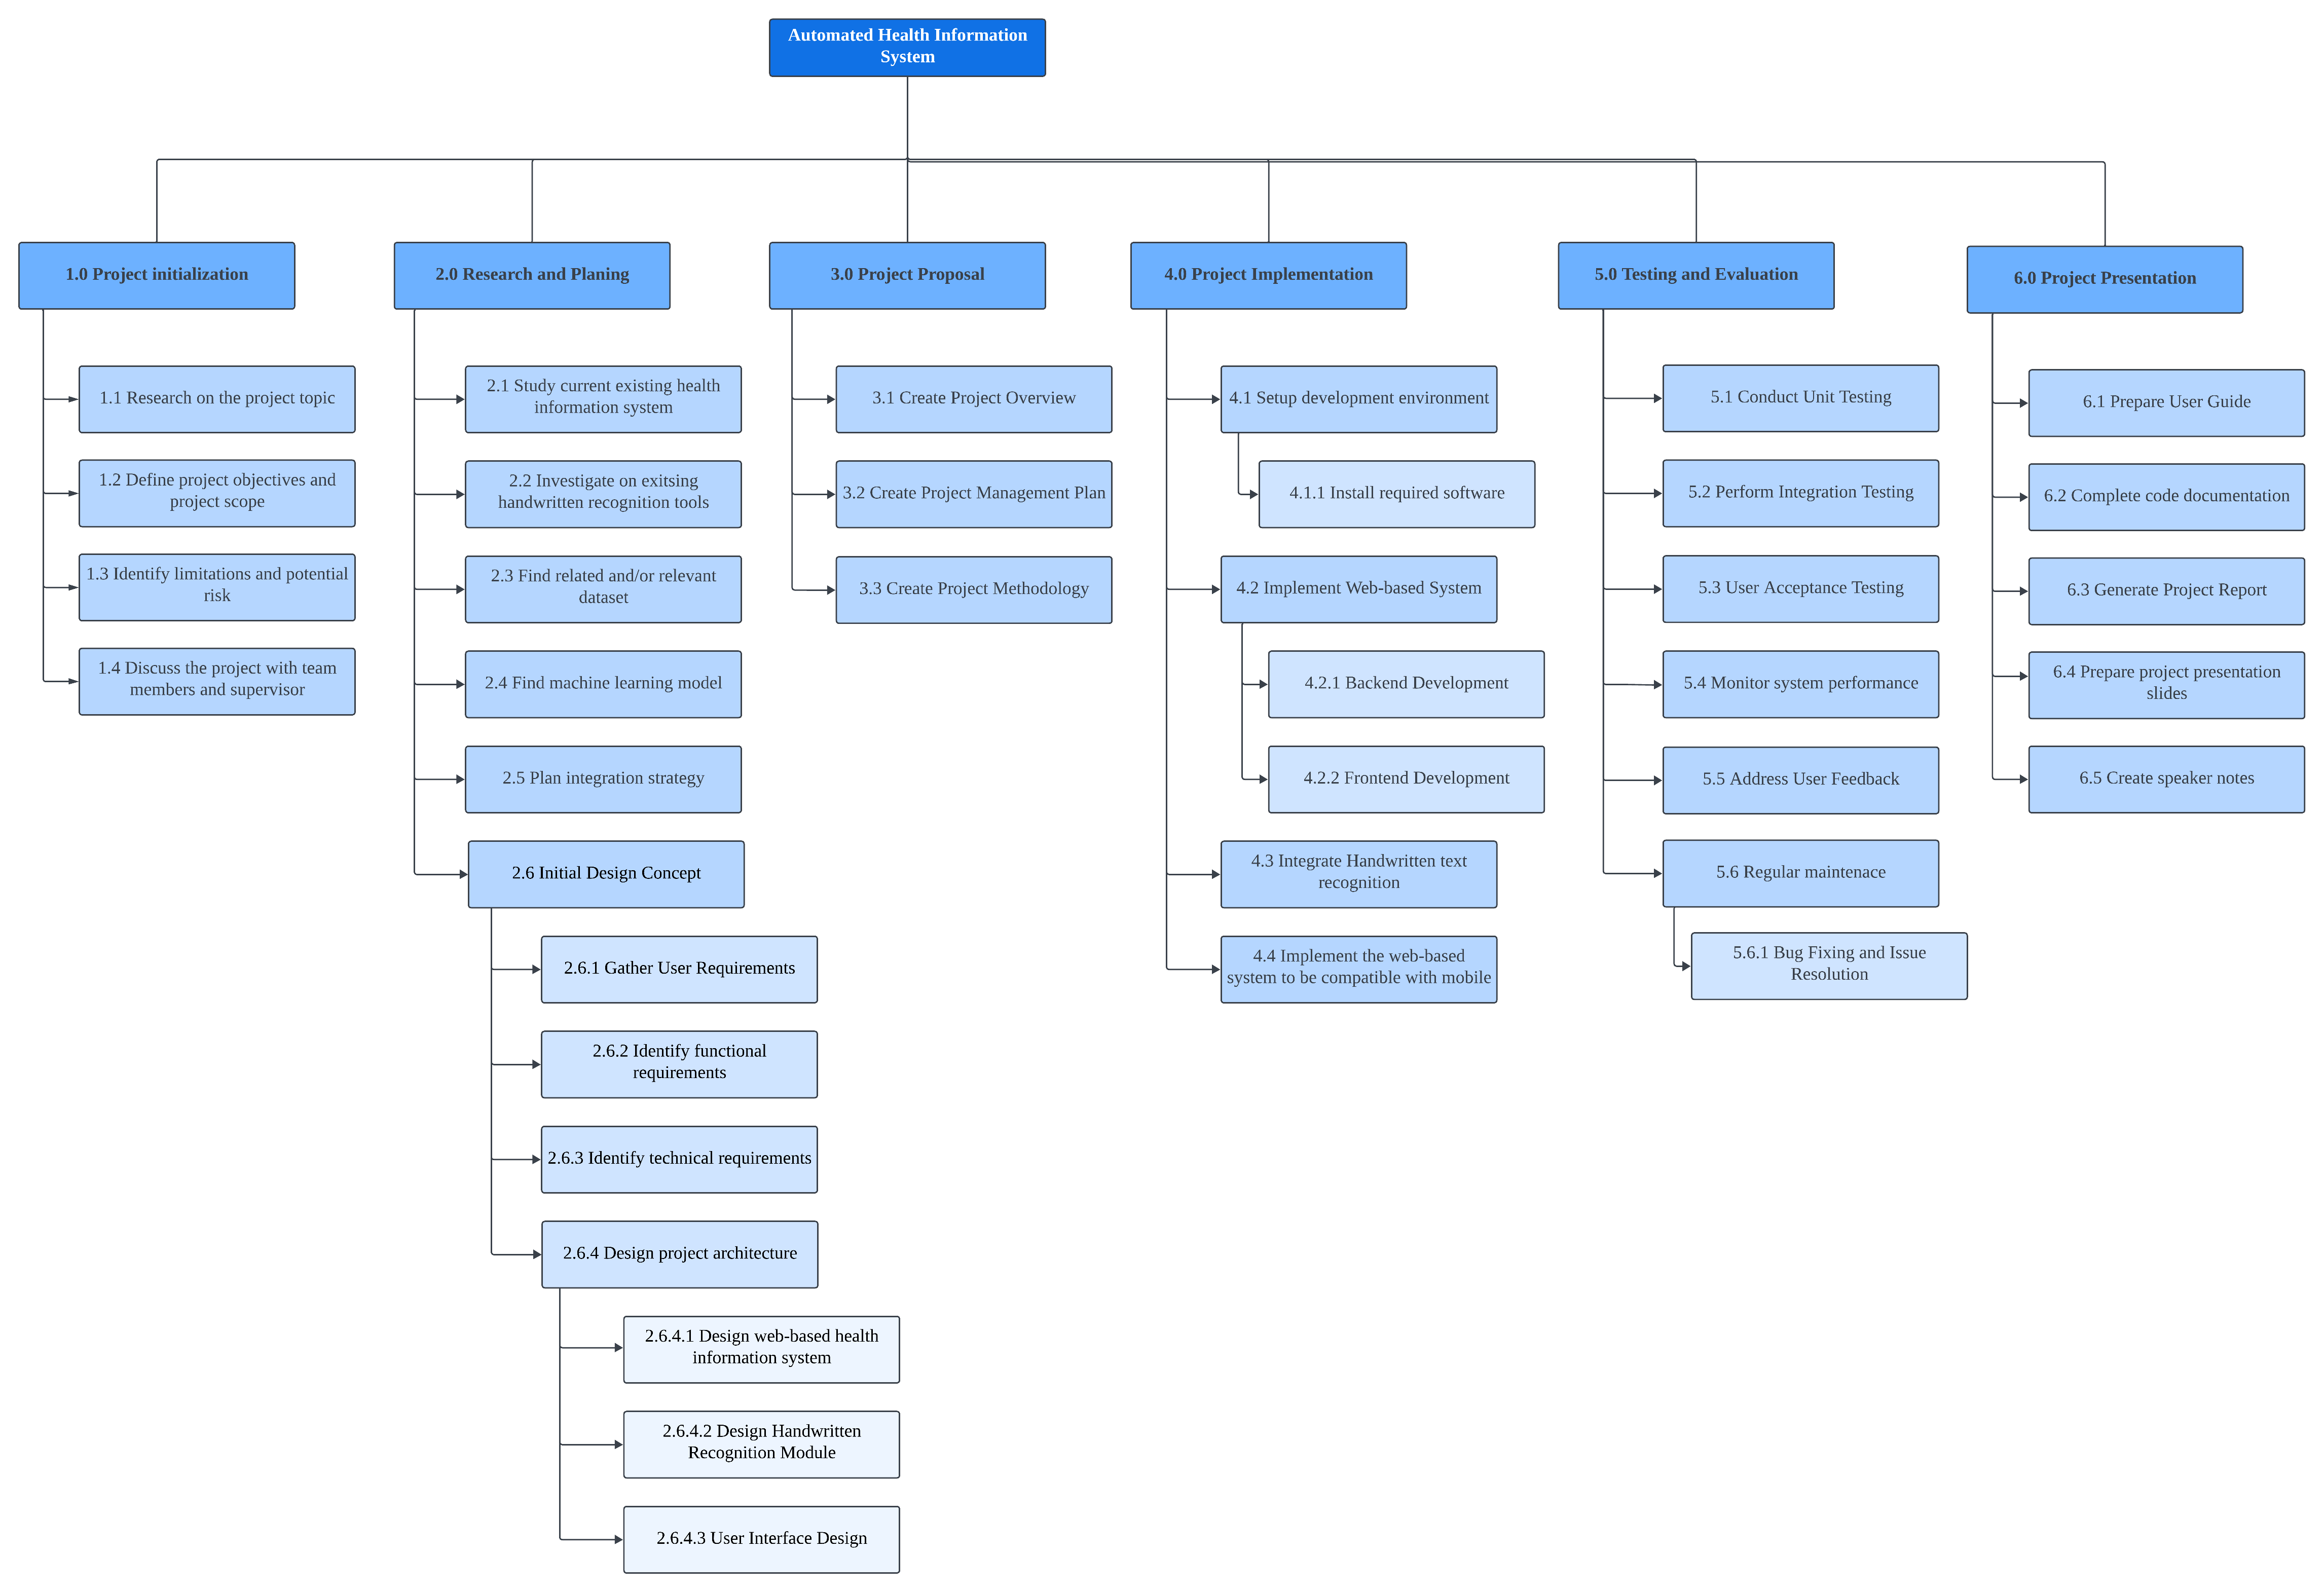 Automated Health Information
System
1.0 Project initialization
1.1 Research on the project topic
1.2 Define project objectives and
project scope
1.3 Identify limitations and potential
risk
1.4 Discuss the project with team
members and supervisor
2.0 Research and Planing
2.1 Study current existing health
information system
2.2 Investigate on exitsing
handwritten recognition tools
2.3 Find related and/or relevant
dataset
2.4 Find machine learning model
2.5 Plan integration strategy
2.6 Initial Design Concept
2.6.1 Gather User Requirements
2.6.2 Identify functional
requirements
2.6.3 Identify technical requirements
2.6.4 Design project architecture
2.6.4.1 Design web-based health
information system
2.6.4.2 Design Handwritten
Recognition Module
2.6.4.3 User Interface Design
3.0 Project Proposal
3.1 Create Project Overview
3.2 Create Project Management Plan
3.3 Create Project Methodology
4.0 Project Implementation
4.1 Setup development environment
4.1.1 Install required software
4.2 Implement Web-based System
4.2.1 Backend Development
4.2.2 Frontend Development
4.3 Integrate Handwritten text
recognition
4.4 Implement the web-based
system to be compatible with mobile
5.0 Testing and Evaluation
5.1 Conduct Unit Testing
5.2 Perform Integration Testing
5.3 User Acceptance Testing
5.4 Monitor system performance
5.5 Address User Feedback
5.6 Regular maintenace
5.6.1 Bug Fixing and Issue
Resolution
6.0 Project Presentation
6.1 Prepare User Guide
6.2 Complete code documentation
6.3 Generate Project Report
6.4 Prepare project presentation
slides
6.5 Create speaker notes